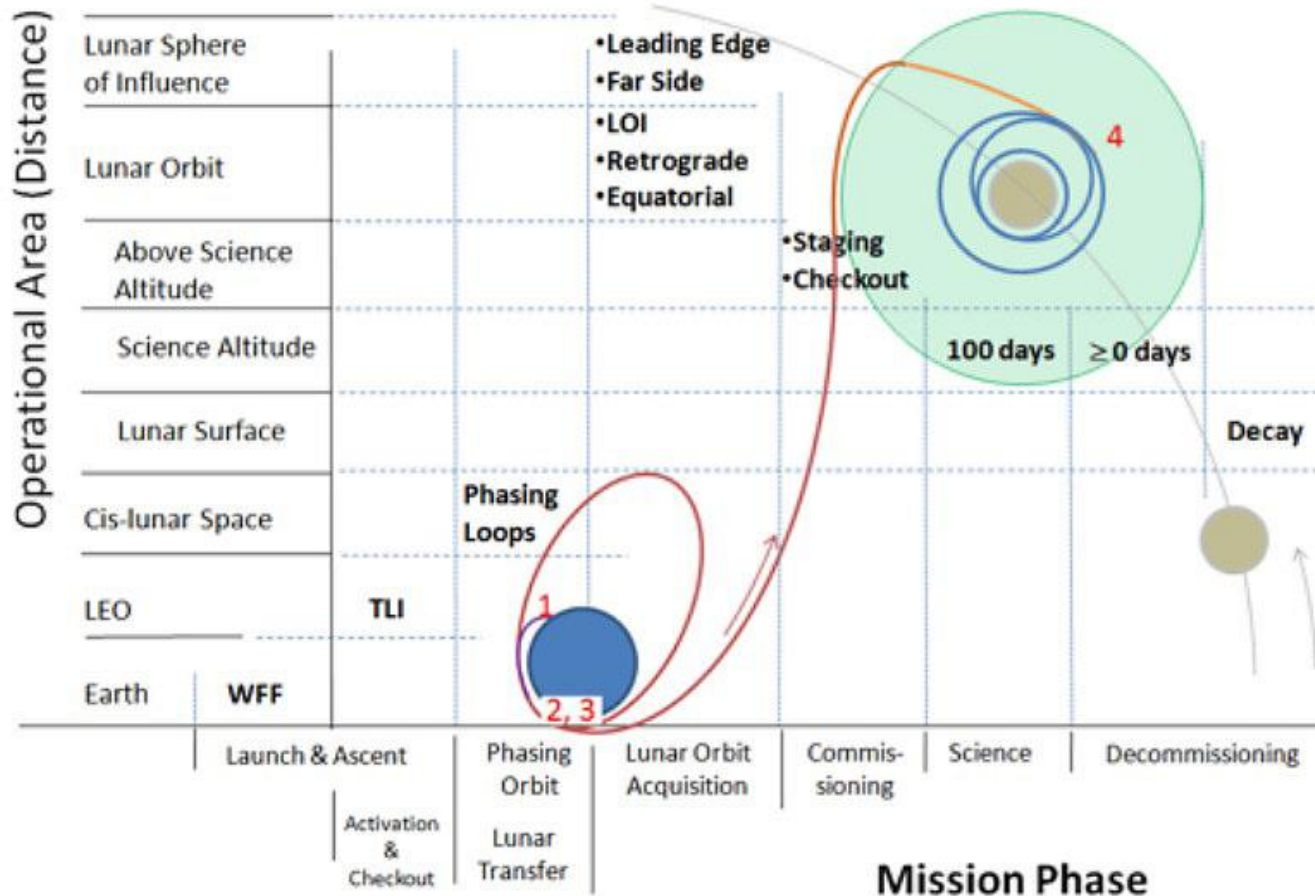 Operational Area (Distance)
Lunar Sphere
of Influence
Lunar Orbit
Above Science
Altitude
Science Altitude
Lunar Surface
Cis-lunar Space
LEO
Earth
WFF
TLI
Phasing
Loops
•Leading Edge
•Far Side
•LOI
•Retrograde
•Equatorial
•Staging
•Checkout
100 days
≥0 days
Decay
1
2, 3
4
Launch & Ascent
Activation
&
Checkout
Phasing
Orbit
Lunar
Transfer
Lunar Orbit
Acquisition
Commis-
sioning
Science
Decommissioning
Mission Phase